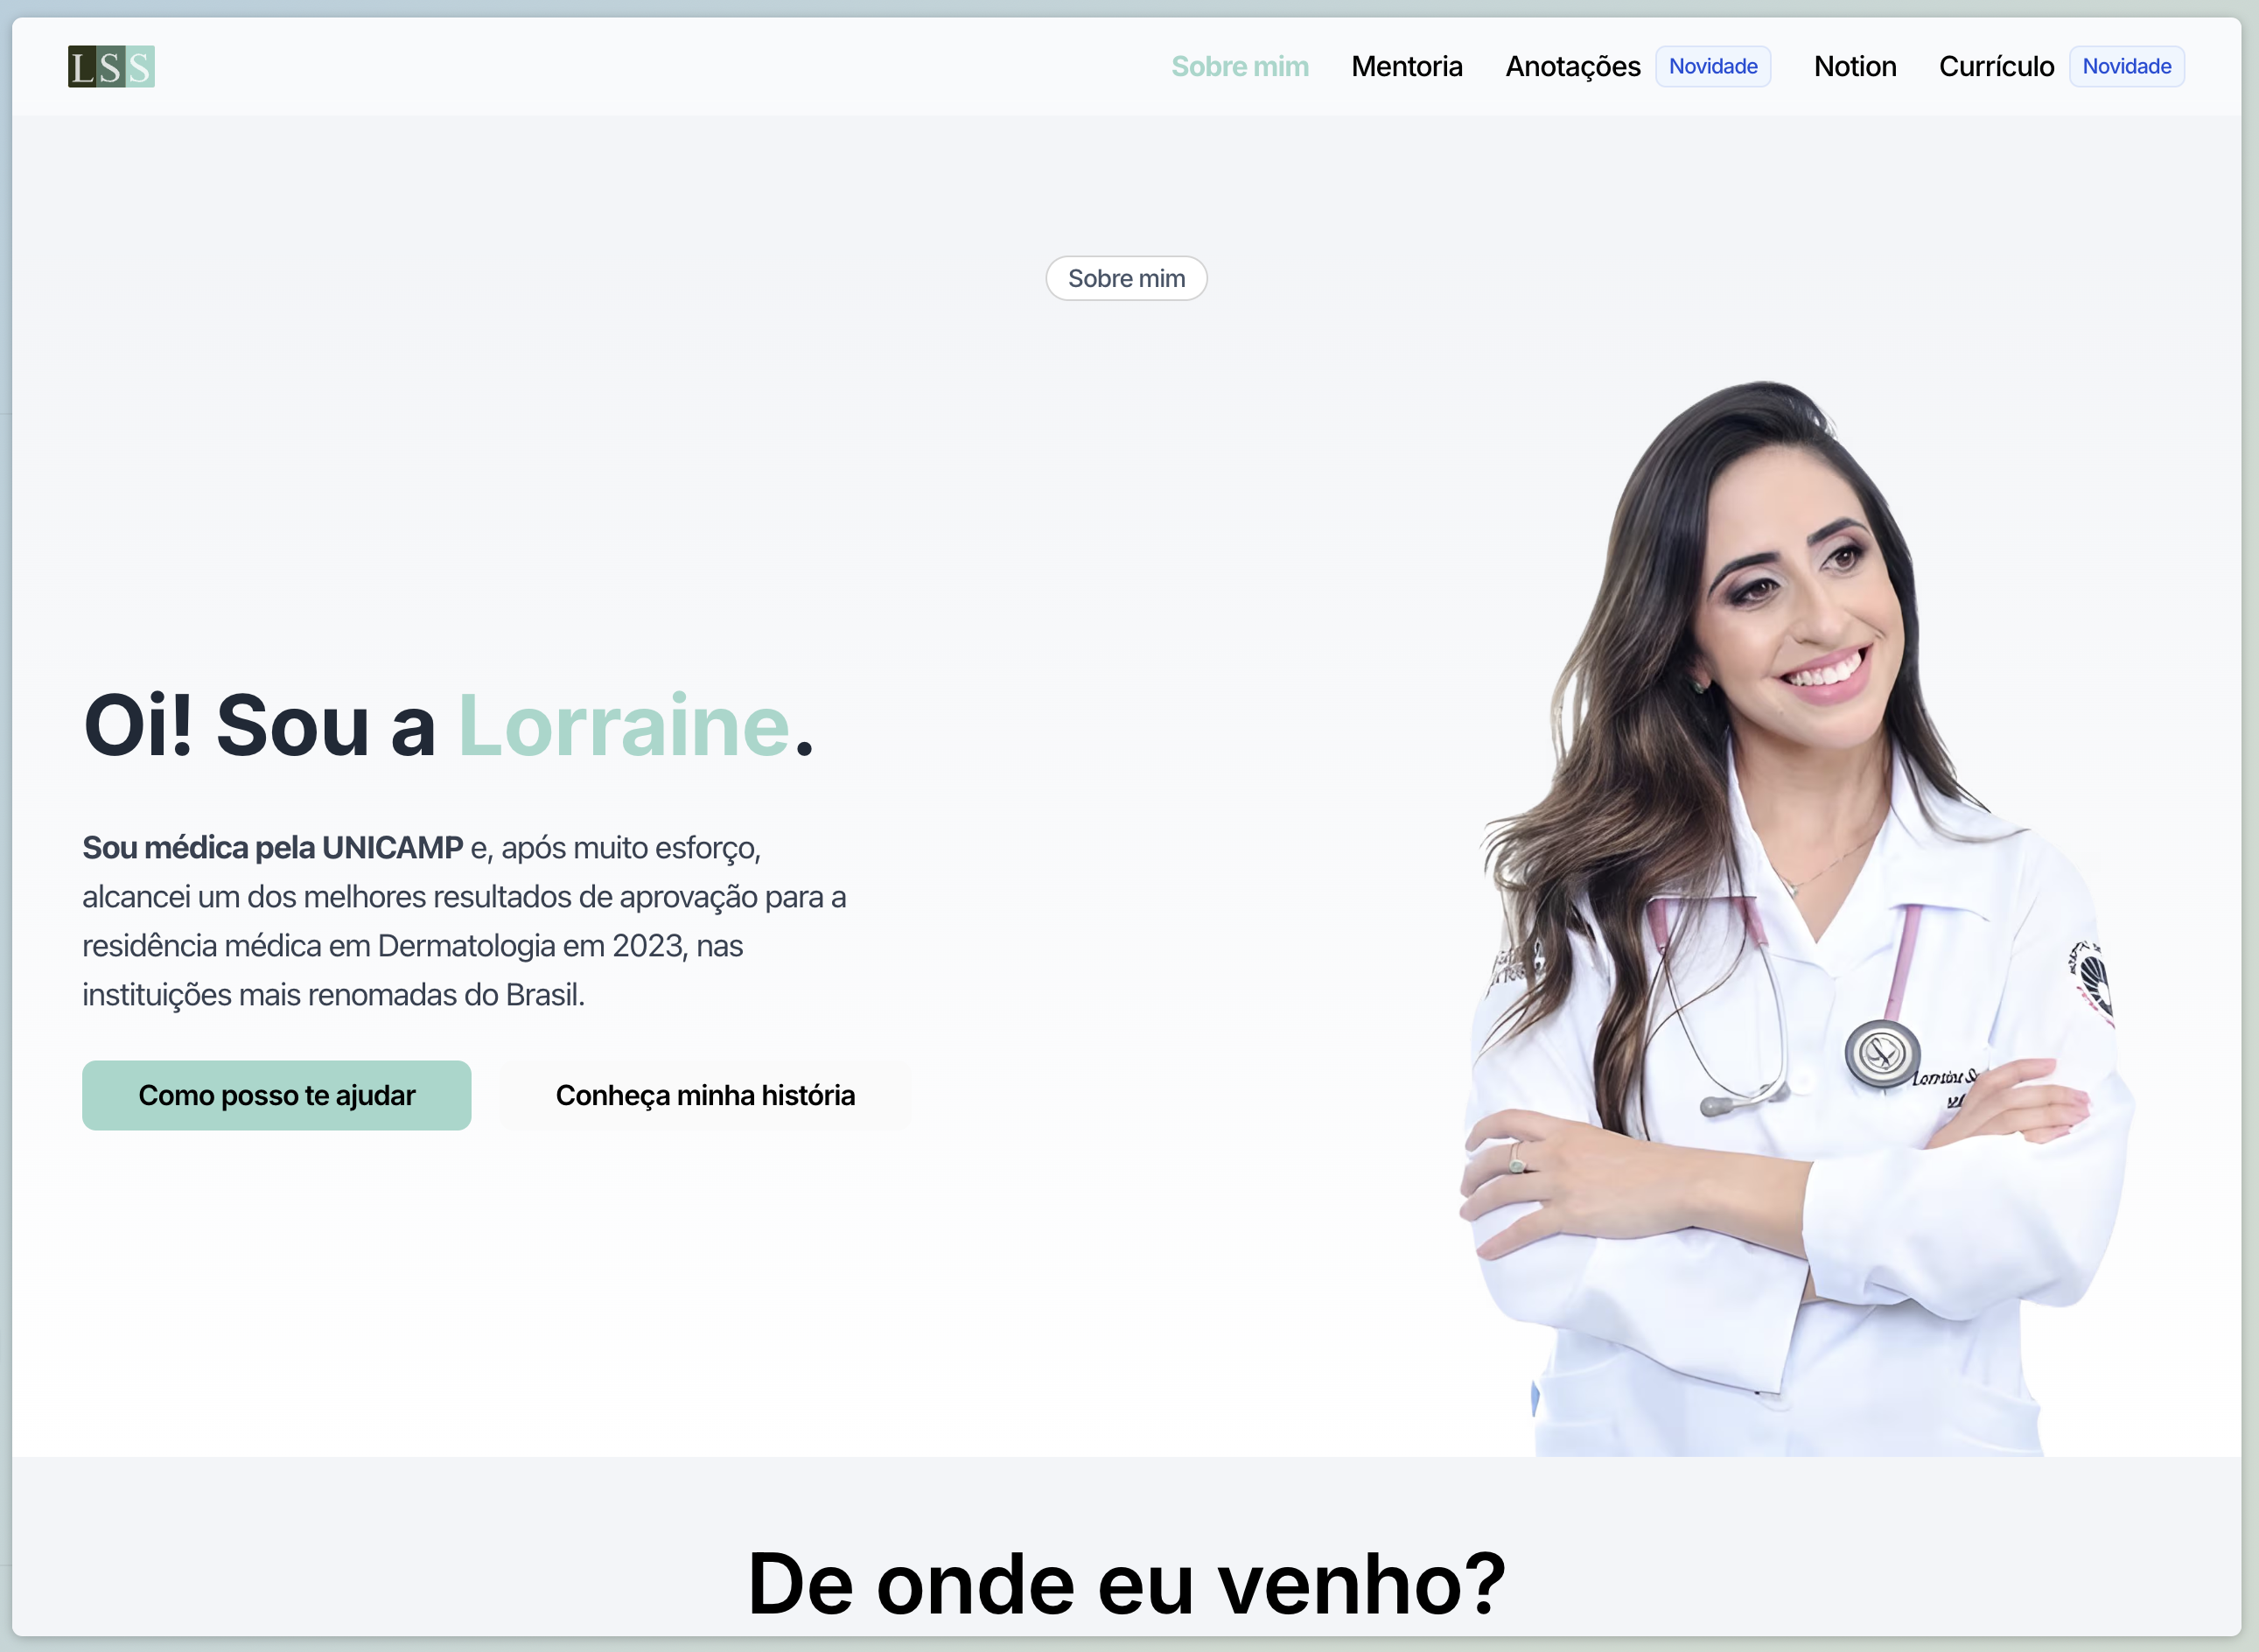 LSS
Sobre mim Mentoria Anotações Novidade Notion Currículo Novidade
Sobre mim
Oi! Sou a Lorraine.
Sou médica pela UNICAMP e, após muito esforço,
alcancei um dos melhores resultados de aprovação para a
residência médica em Dermatologia em 2023, nas
instituições mais renomadas do Brasil.
Como posso te ajudar
Conheça minha história
De onde eu venho?